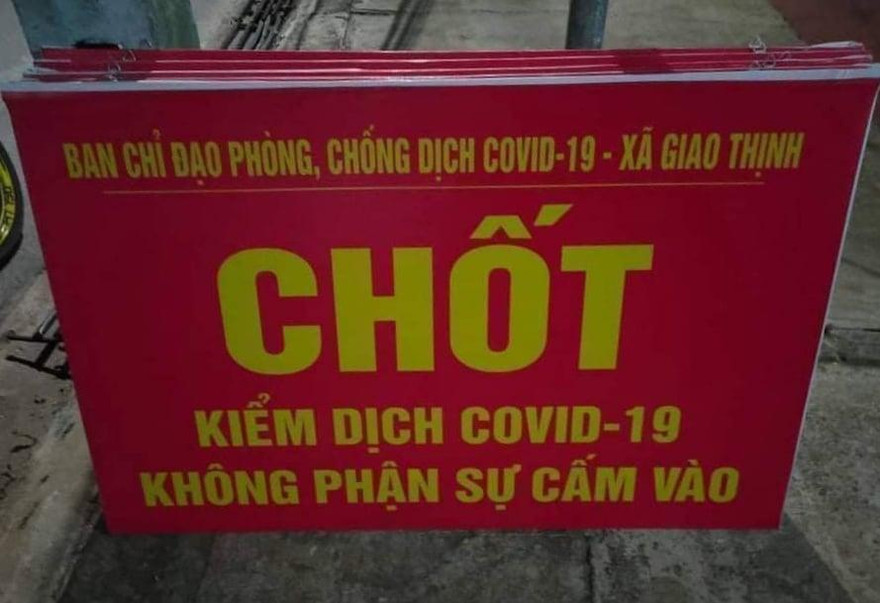 BAN CHỈ ĐẠO PHÒNG, CHỐNG DỊCH COVID-19 - XÃ GIAO THỊNH
CHỐT
KIỂM DỊCH COVID-19
KHÔNG PHẬN SỰ CẤM VÀO